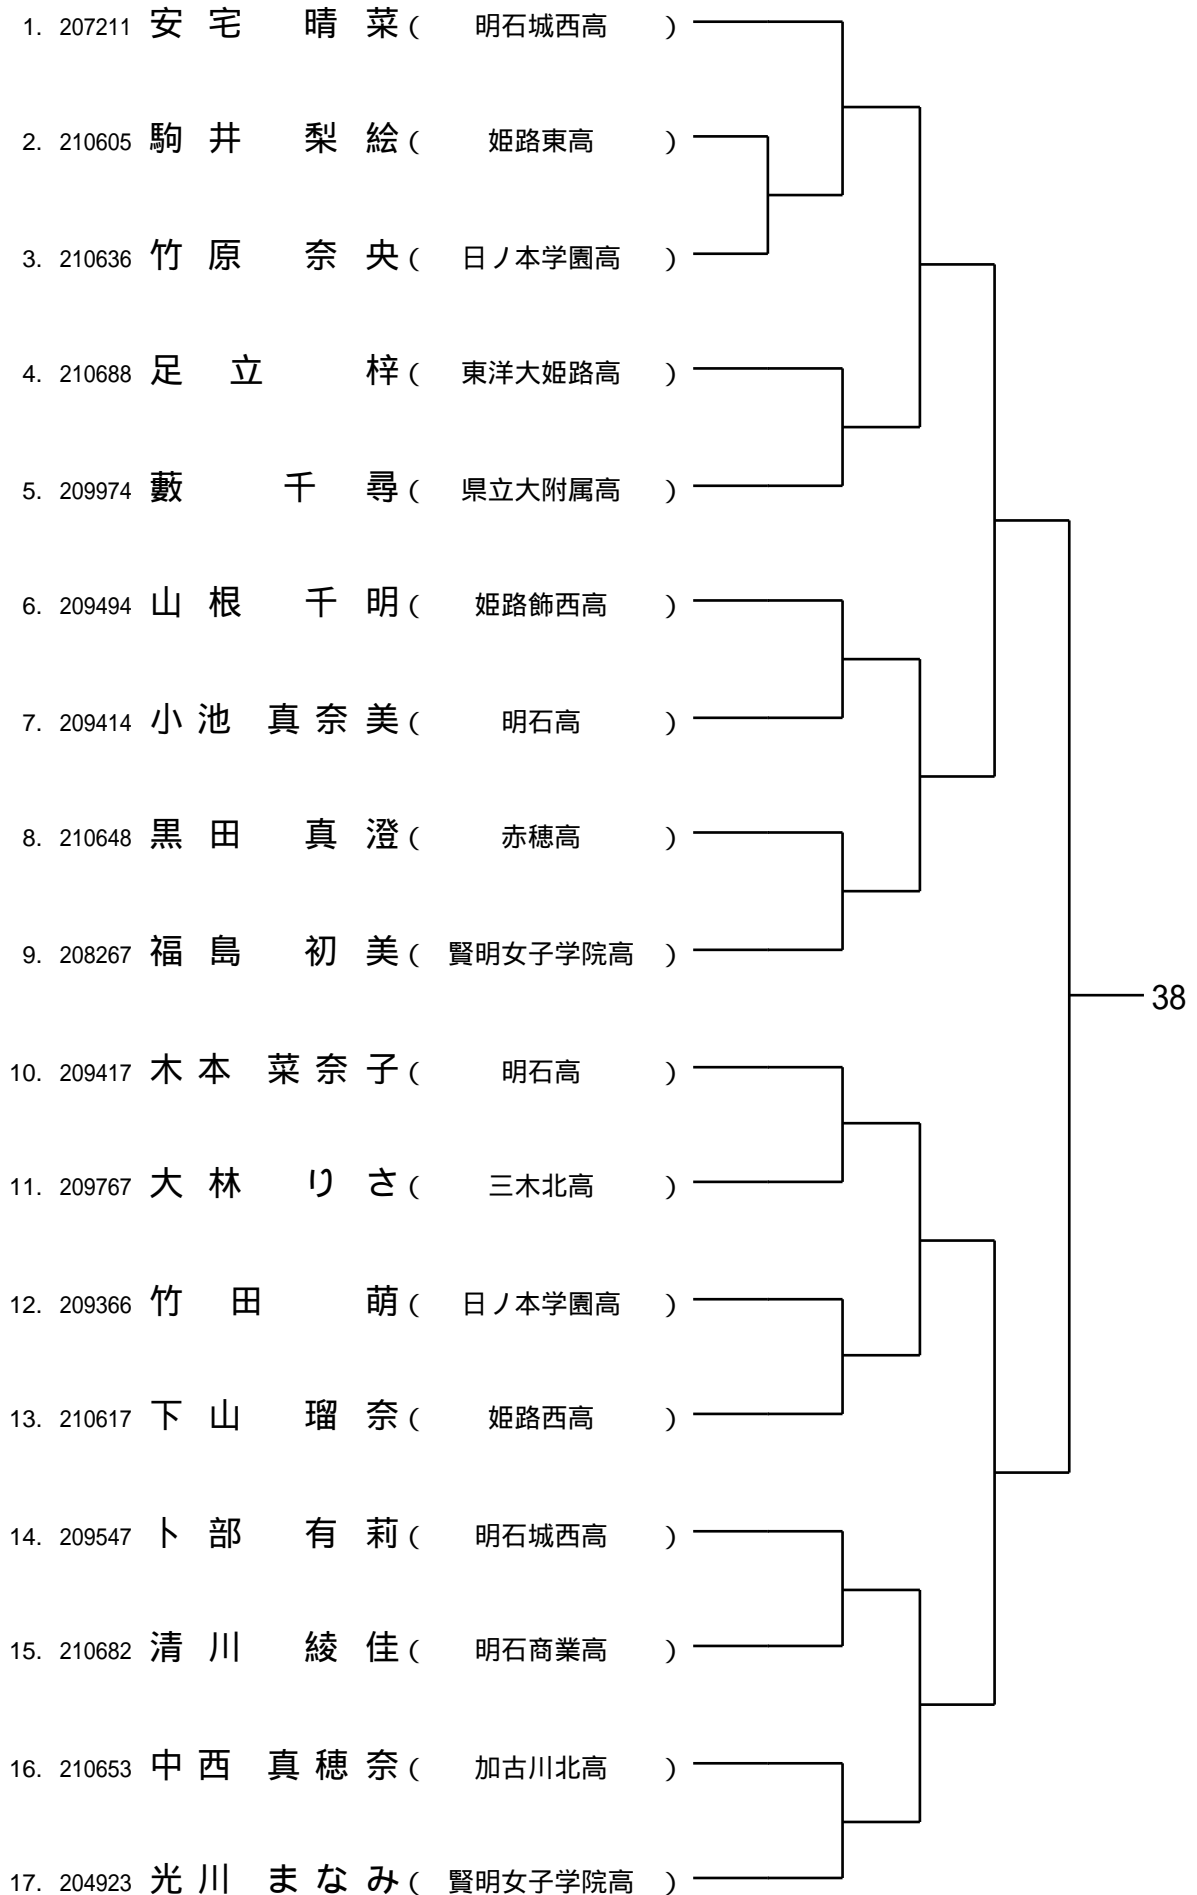 1. 207211 安宅 晴菜 ( 明石城西高 )
2. 210605 駒井 梨絵 ( 姫路東高 )
3. 210636 竹原 奈央 ( 日ノ本学園高 )
4. 210688 足立 梓 ( 東洋大姫路高 )
5. 209974 藪 千尋 ( 県立大附属高 )
6. 209494 山根 千明 ( 姫路飾西高 )
7. 209414 小池 真奈美 ( 明石高 )
8. 210648 黒田 真澄 ( 赤穂高 )
9. 208267 福島 初美 ( 賢明女子学院高 )
38
10. 209417 木本 菜奈子 ( 明石高 )
11. 209767 大林 りさ ( 三木北高 )
12. 209366 竹田 萌 ( 日ノ本学園高 )
13. 210617 下山 瑠奈 ( 姫路西高 )
14. 209547 卜部 有莉 ( 明石城西高 )
15. 210682 清川 綾佳 ( 明石商業高 )
16. 210653 中西 真穂奈 ( 加古川北高 )
17. 204923 光川 まなみ ( 賢明女子学院高 )